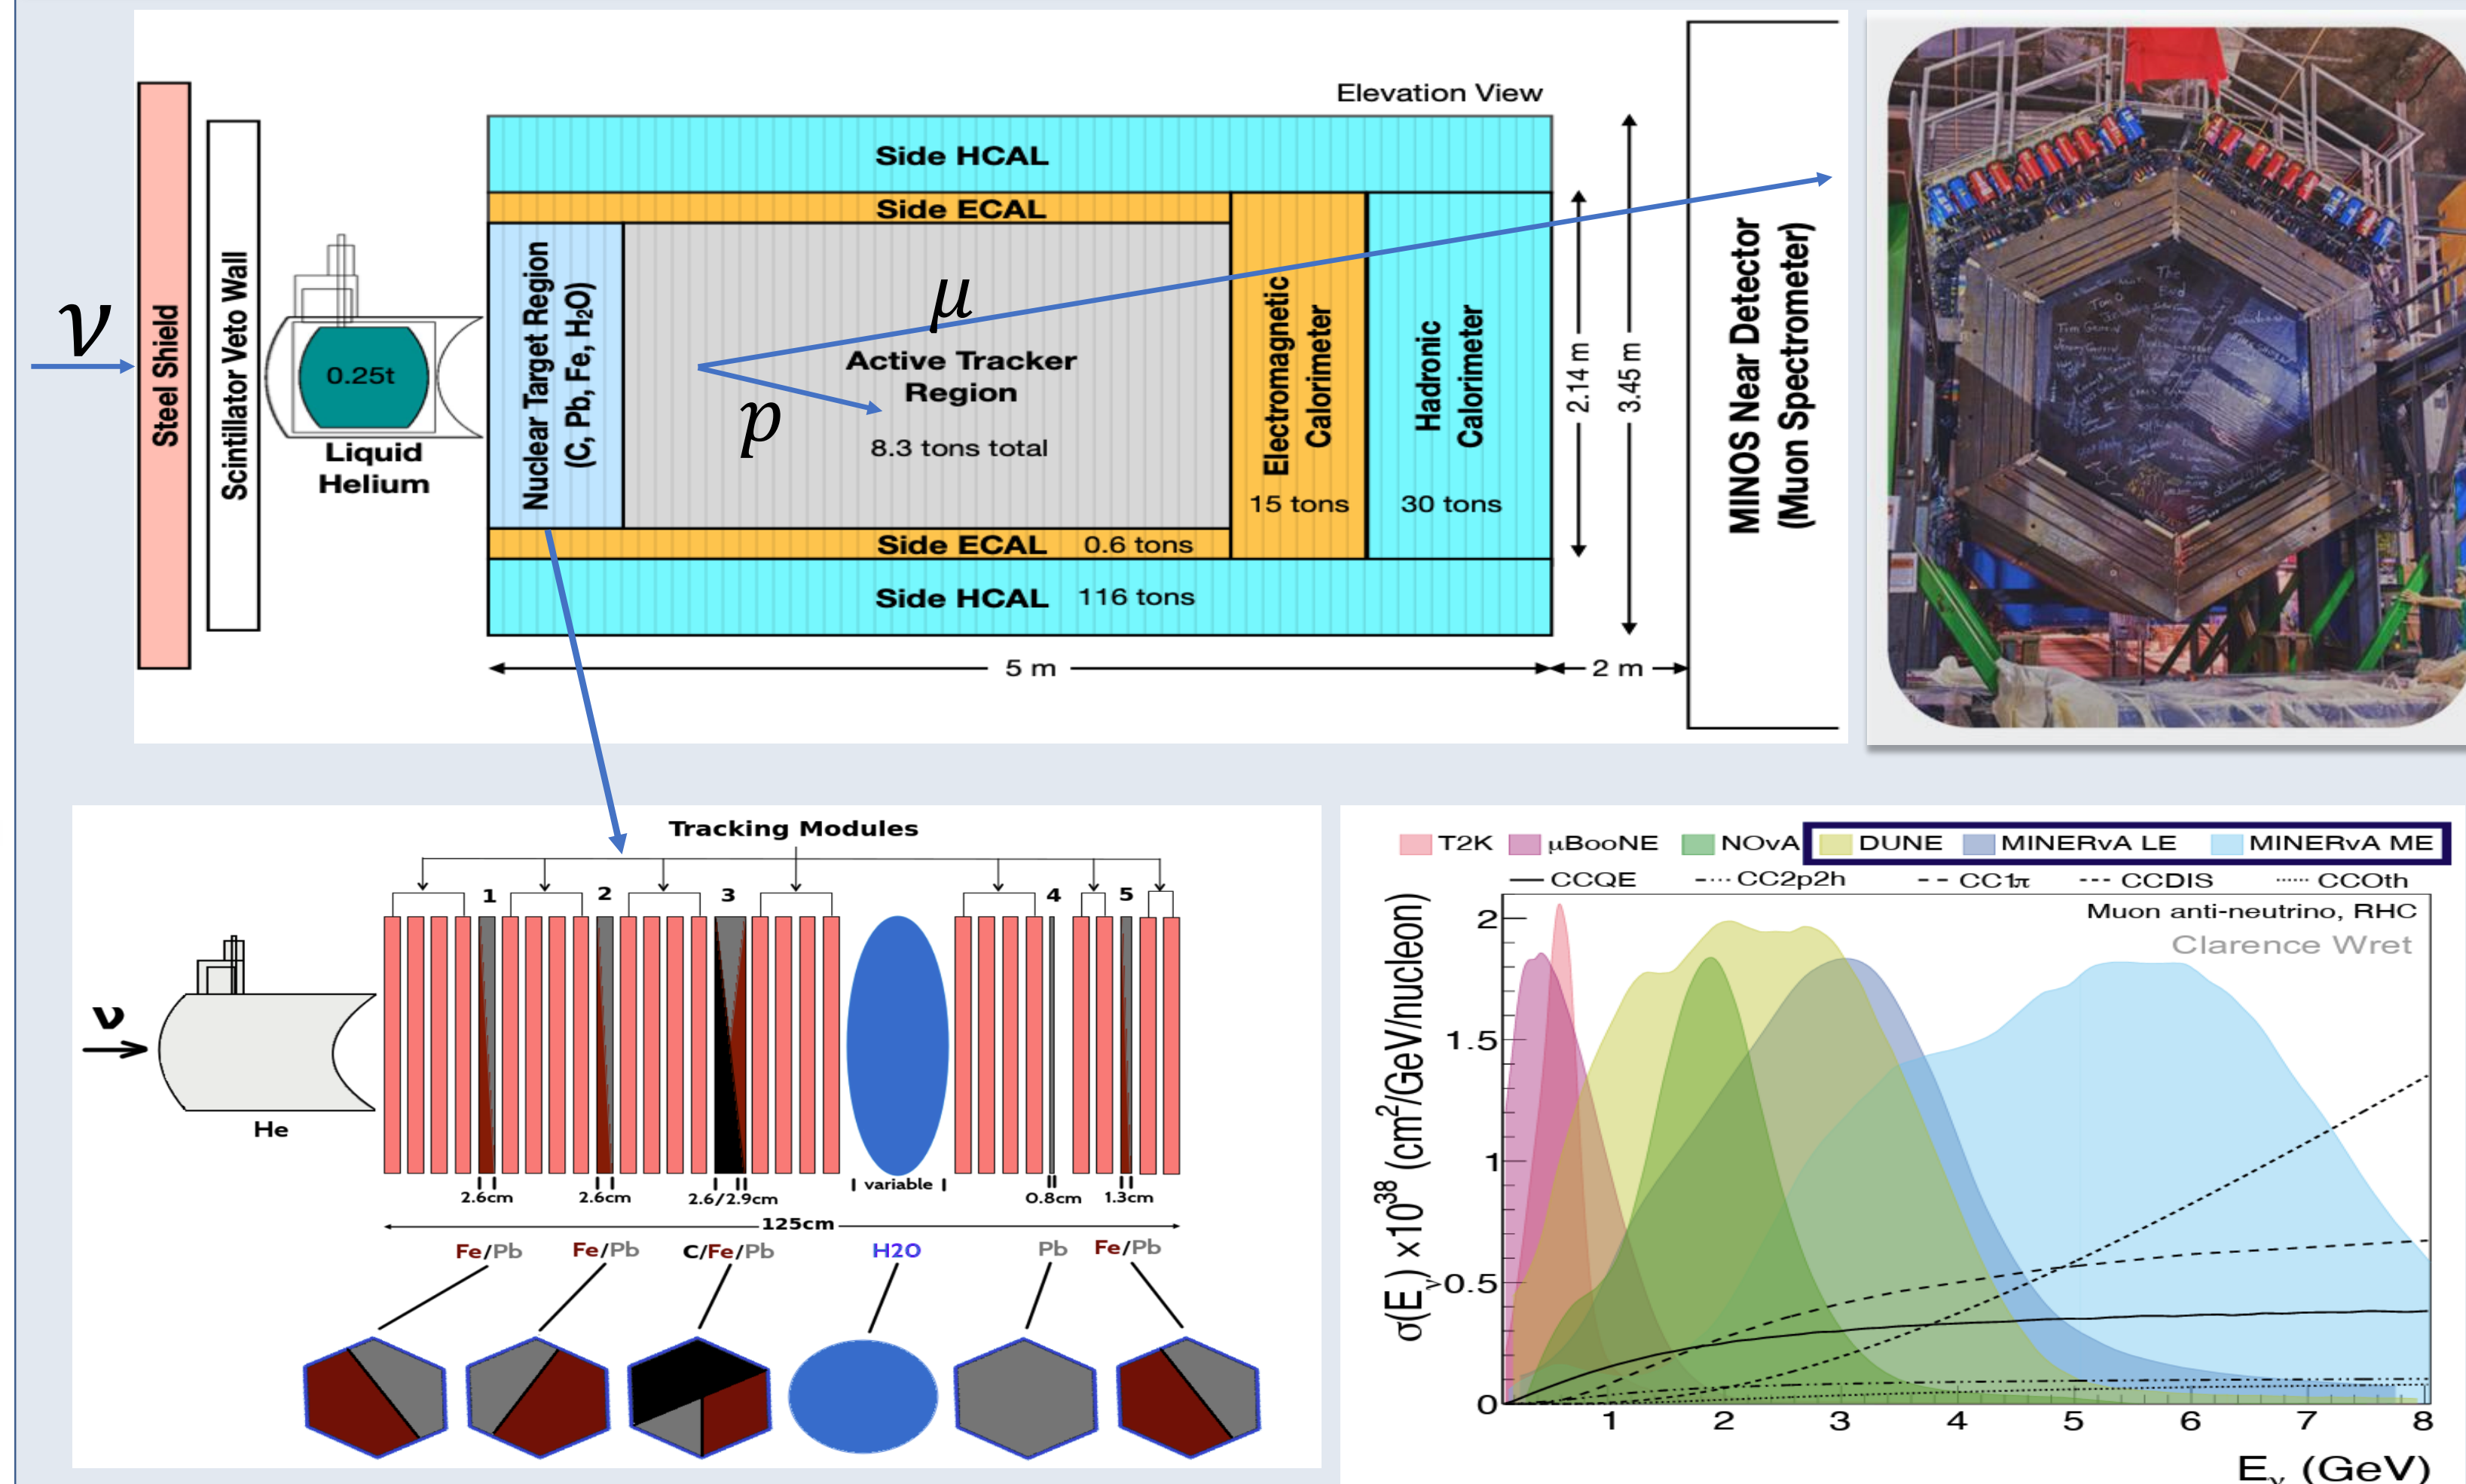 Elevation View
Side HCAL
Side ECAL
ν
Steel Shield
Scintillator Veto Wall
0.25t
Liquid
Helium
Nuclear Target Region
(C, Pb, Fe, H₂O)
μ
Active Tracker
Region
p
8.3 tons total
Electromagnetic
Calorimeter
15 tons
Hadronic
Calorimeter
30 tons
Side ECAL 0.6 tons
Side HCAL 116 tons
2.14 m
3.45 m
5 m
2 m
MINOS Near Detector
(Muon Spectrometer)
The
End
Tracking Modules
1 2 3 4 5
ν
He
2.6cm 2.6cm 2.6/2.9cm variable 0.8cm 1.3cm
125cm
Fe/Pb Fe/Pb C/Fe/Pb H2O Pb Fe/Pb
T2K μBooNE NOvA DUNE MINERvA LE MINERvA ME
CCQE CC2p2h CC1π CCDIS CCOth
Muon anti-neutrino, RHC
Clarence Wret
σ(Eᵥ) ×10³⁸ (cm²/GeV/nucleon)
2
1.5
1
0.5
0
1 2 3 4 5 6 7 8
Eᵥ (GeV)